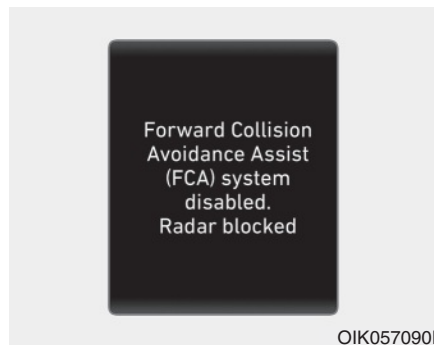 Forward Collision
Avoidance Assist
(FCA) system
disabled.
Radar blocked
OIK057090